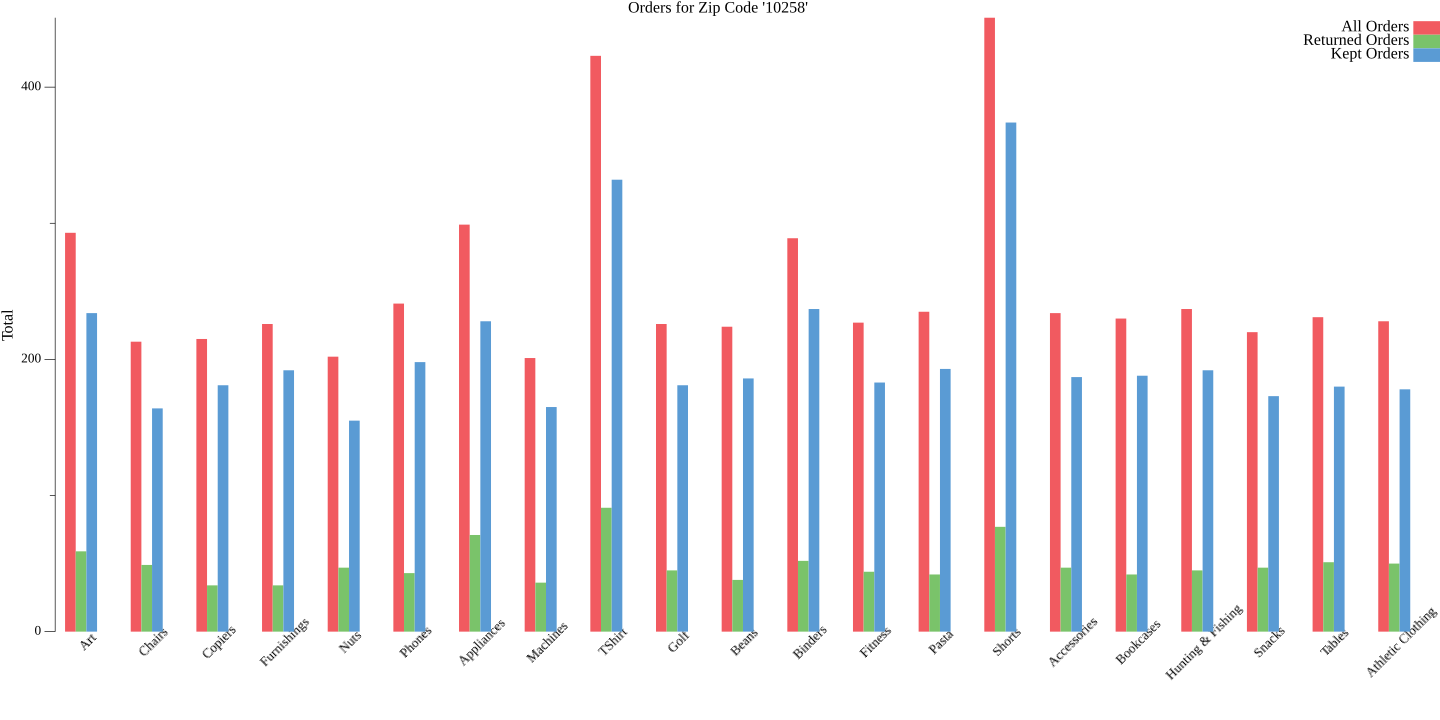 Orders for Zip Code '10258'
All Orders
Returned Orders
Kept Orders
Total
400
200
0
Art
Chairs
Copiers
Furnishings
Nuts
Phones
Appliances
Machines
TShirt
Golf
Beans
Binders
Fitness
Pasta
Shorts
Accessories
Bookcases
Hunting & Fishing
Snacks
Tables
Athletic Clothing